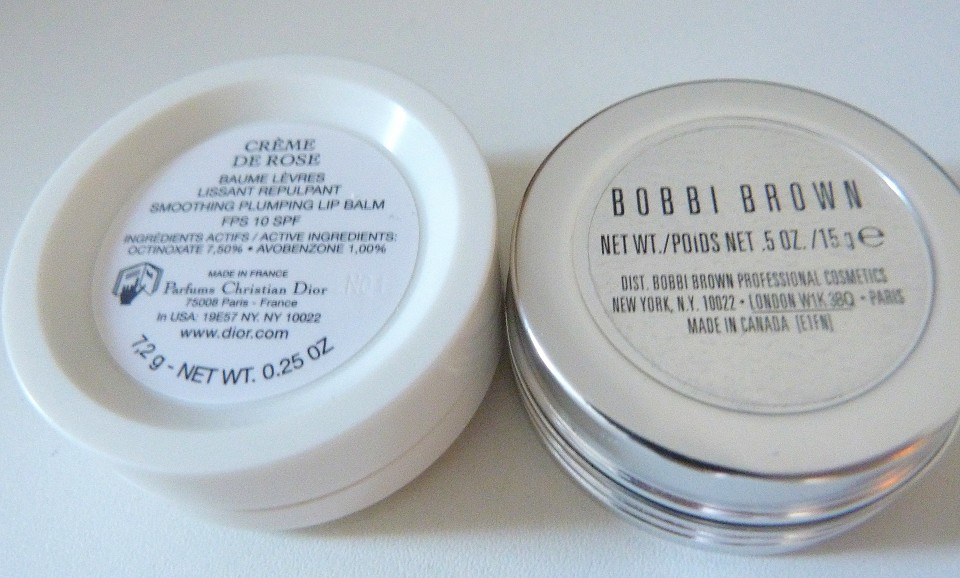 CRÈME
DE ROSE
BAUME LÈVRES
LISSANT REPULPANT
SMOOTHING PLUMPING LIP BALM
FPS 10 SPF
INGRÉDIENTS ACTIFS / ACTIVE INGREDIENTS:
OCTINOXATE 7,50% • AVOBENZONE 1,00%
MADE IN FRANCE
Parfums Christian Dior
75008 Paris - France
In USA: 19E57 NY. NY 10022
www.dior.com
7,2 g - NET WT. 0.25 OZ
BOBBI BROWN
NET WT./POIDS NET .5 OZ. /15 g ℮
DIST. BOBBI BROWN PROFESSIONAL COSMETICS
NEW YORK, N.Y. 10022 • LONDON W1K 3BQ • PARIS
MADE IN CANADA [E1FN]